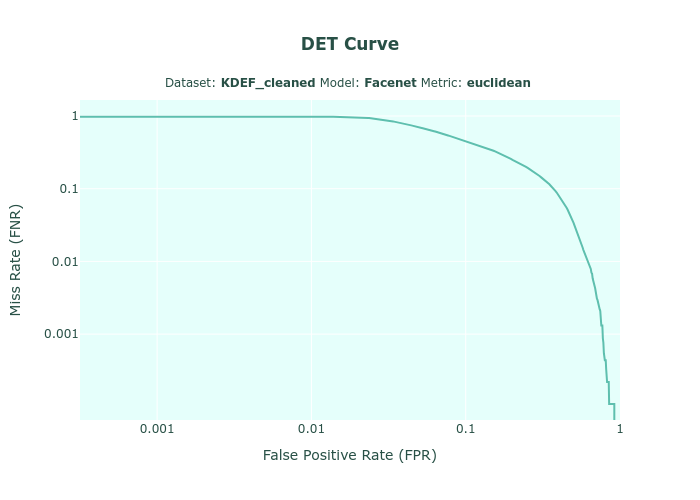 DET Curve
Dataset: KDEF_cleaned Model: Facenet Metric: euclidean
1
0.1
0.01
0.001
Miss Rate (FNR)
0.001 0.01 0.1 1
False Positive Rate (FPR)